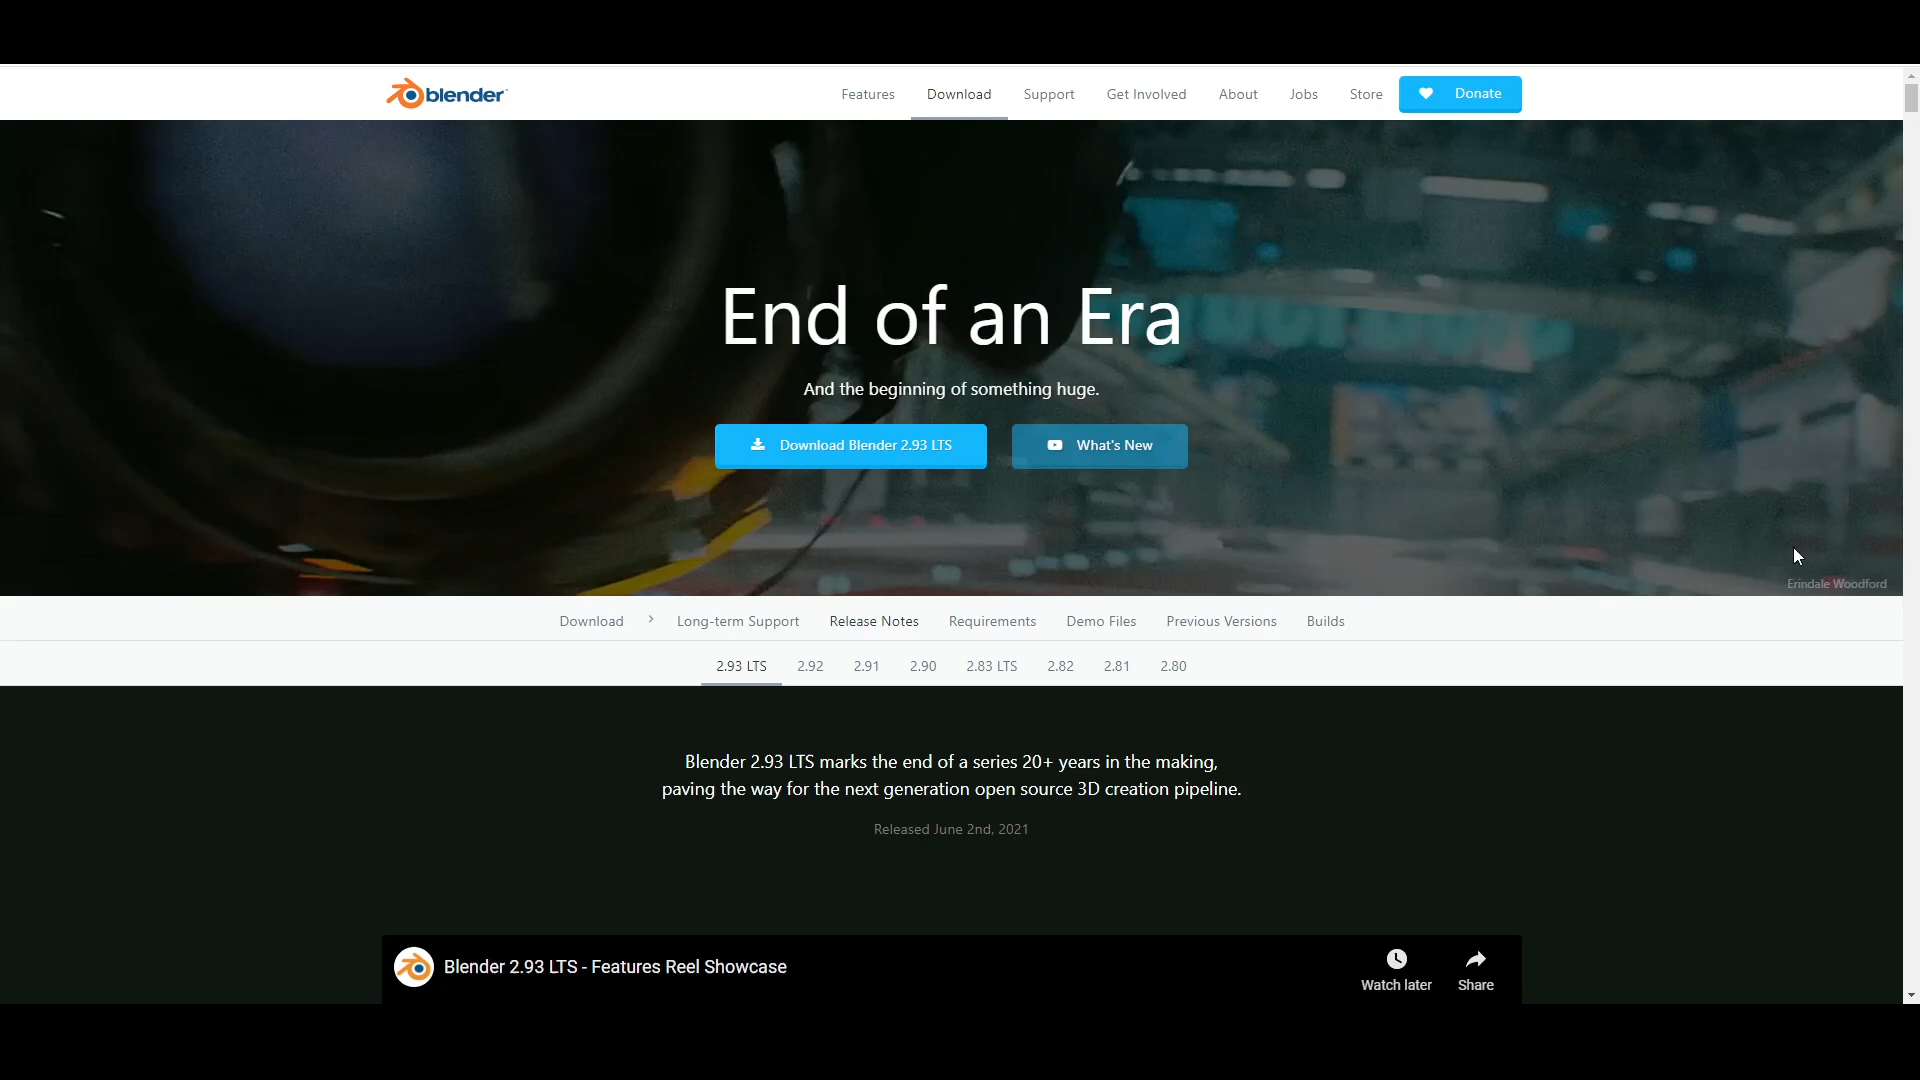 blender
Features Download Support Get Involved About Jobs Store Donate
End of an Era
And the beginning of something huge.
Download Blender 2.93 LTS What's New
Erindale Woodford
Download Long-term Support Release Notes Requirements Demo Files Previous Versions Builds
2.93 LTS 2.92 2.91 2.90 2.83 LTS 2.82 2.81 2.80
Blender 2.93 LTS marks the end of a series 20+ years in the making,
paving the way for the next generation open source 3D creation pipeline.
Released June 2nd, 2021
Blender 2.93 LTS - Features Reel Showcase
Watch later Share